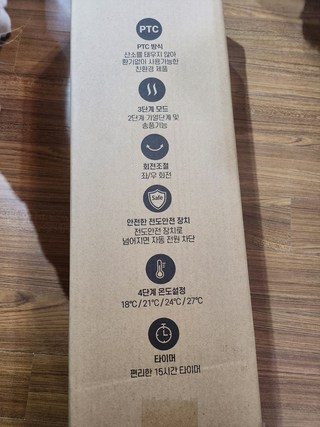 PTC
PTC 방식
산소를 태우지 않아
환기없이 사용가능한
친환경 제품
3단계 모드
2단계 가열단계 및
송풍기능
회전조절
좌/우 회전
Safe
안전한 전도안전 장치
전도안전 장치로
넘어지면 자동 전원 차단
4단계 온도설정
18℃ / 21℃ / 24℃ / 27℃
타이머
편리한 15시간 타이머